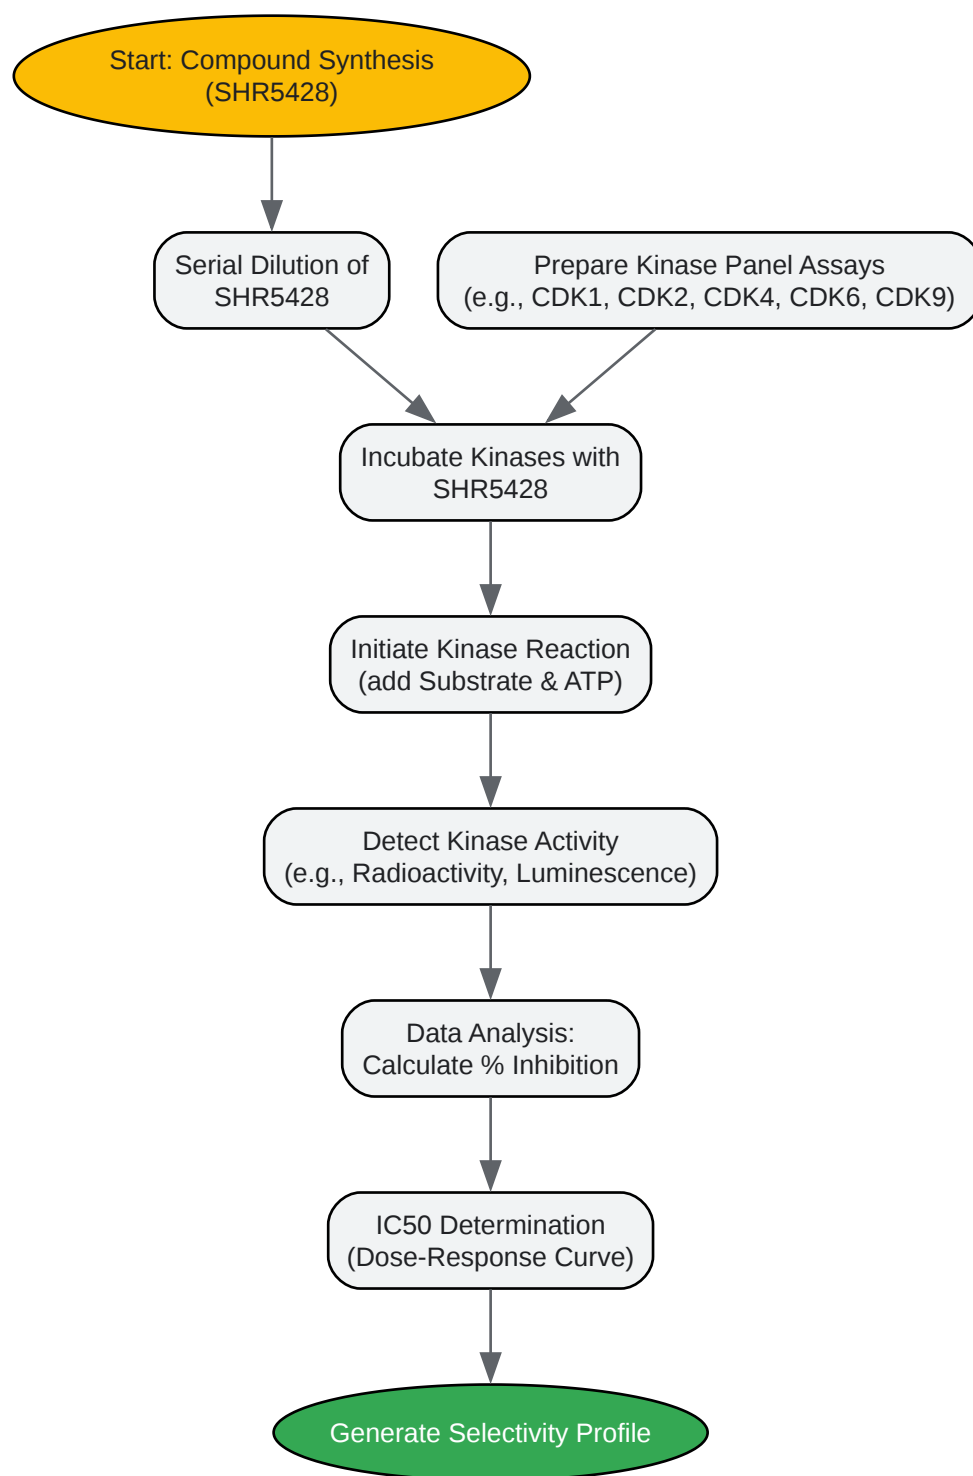 Start: Compound Synthesis
(SHR5428)
Serial Dilution of
SHR5428
Prepare Kinase Panel Assays
(e.g., CDK1, CDK2, CDK4, CDK6, CDK9)
Incubate Kinases with
SHR5428
Initiate Kinase Reaction
(add Substrate & ATP)
Detect Kinase Activity
(e.g., Radioactivity, Luminescence)
Data Analysis:
Calculate % Inhibition
IC50 Determination
(Dose-Response Curve)
Generate Selectivity Profile